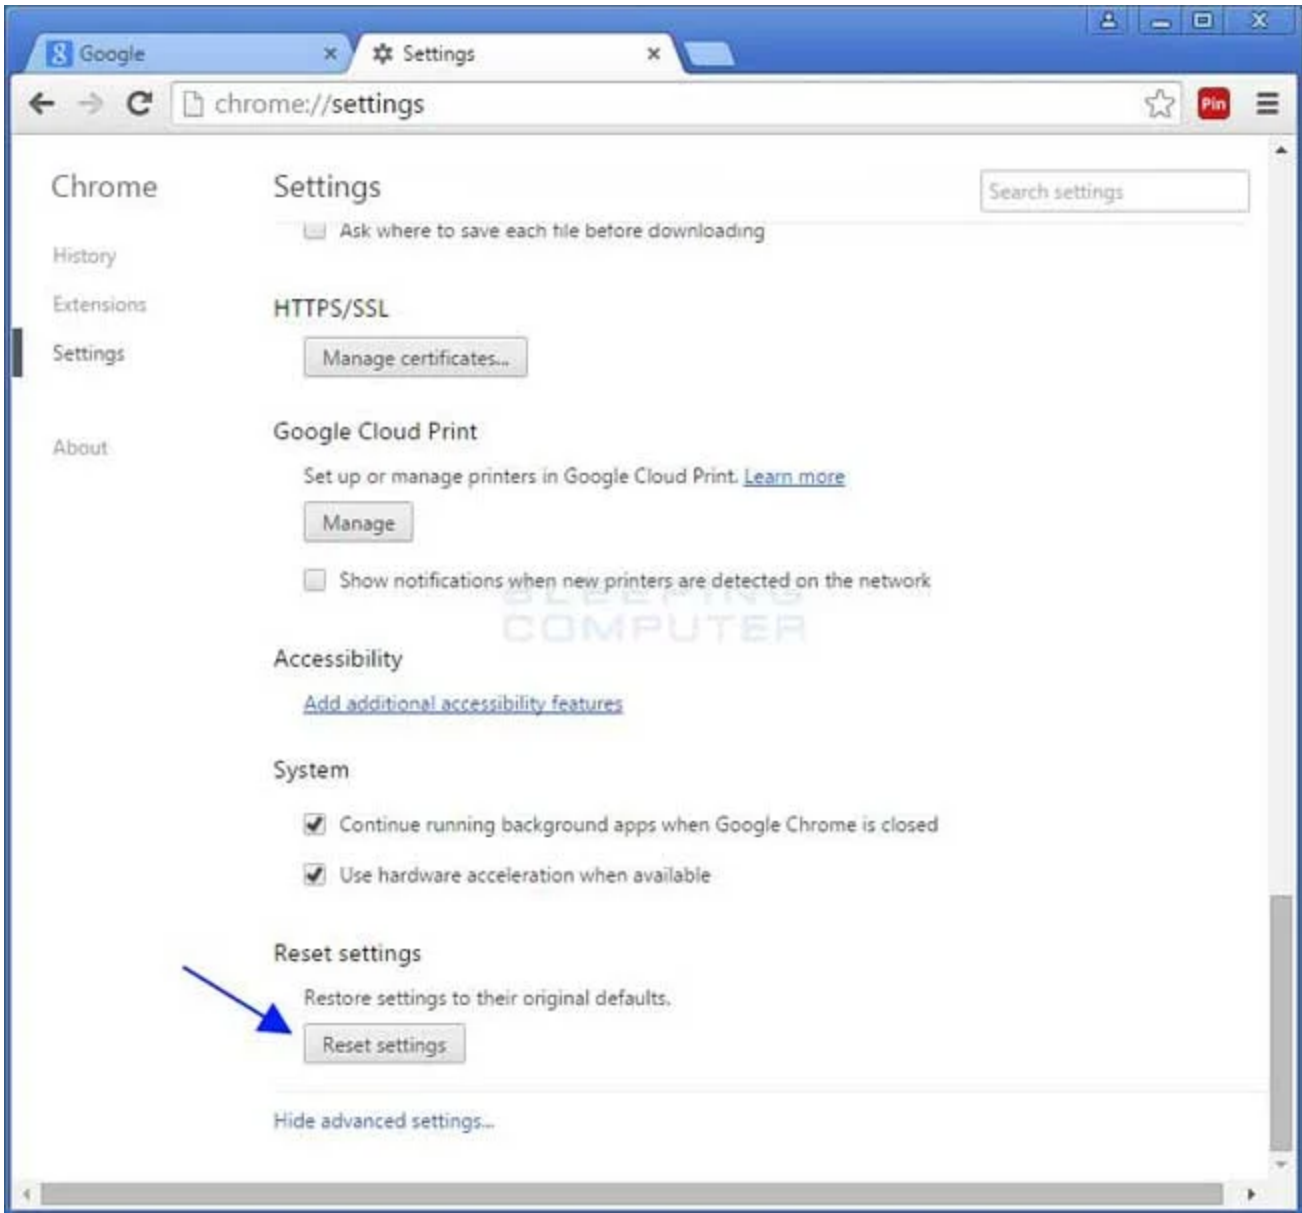 Google
Settings
chrome://settings
Pin
Chrome
Settings
Search settings
Ask where to save each file before downloading
History
Extensions
HTTPS/SSL
Settings
Manage certificates...
Google Cloud Print
About
Set up or manage printers in Google Cloud Print. Learn more
Manage
Show notifications when new printers are detected on the network
BLEEPING
COMPUTER
Accessibility
Add additional accessibility features
System
Continue running background apps when Google Chrome is closed
Use hardware acceleration when available
Reset settings
Restore settings to their original defaults.
Reset settings
Hide advanced settings...